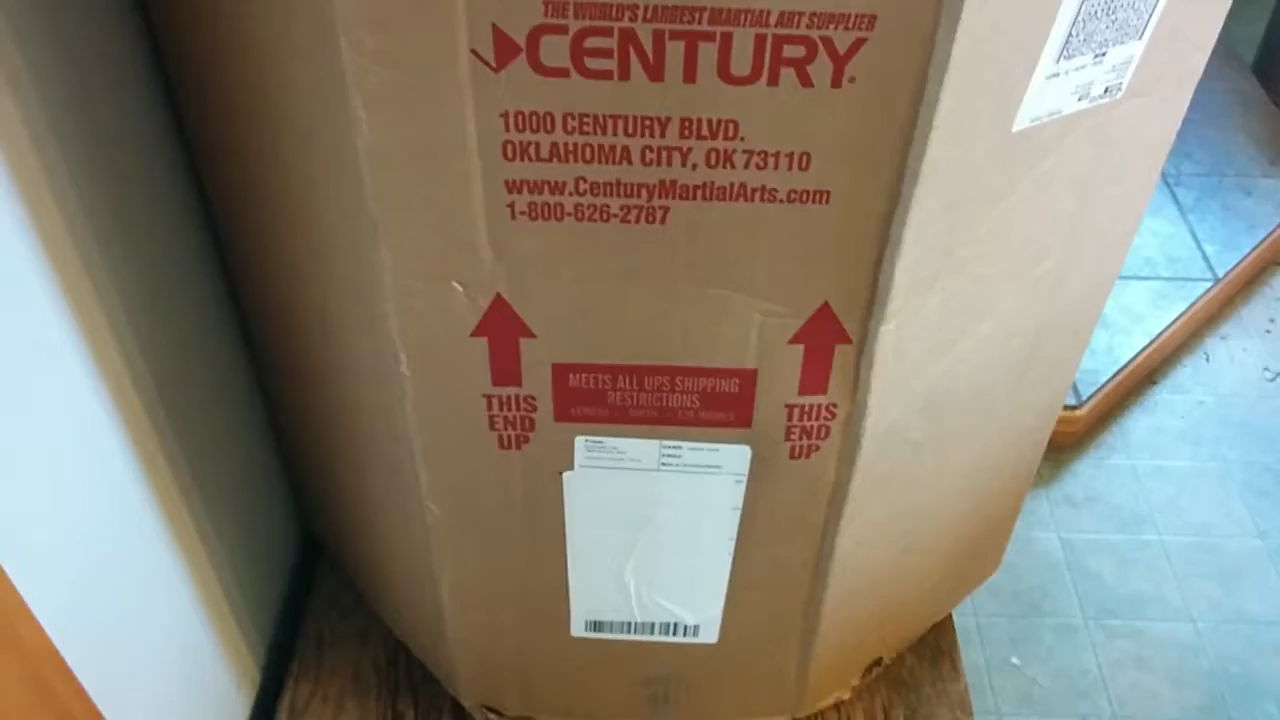 THE WORLD'S LARGEST MARTIAL ART SUPPLIER
CENTURY
1000 CENTURY BLVD.
OKLAHOMA CITY, OK 73110
www.CenturyMartialArts.com
1-800-626-2787
THIS
END
UP
MEETS ALL UPS SHIPPING
RESTRICTIONS
THIS
END
UP